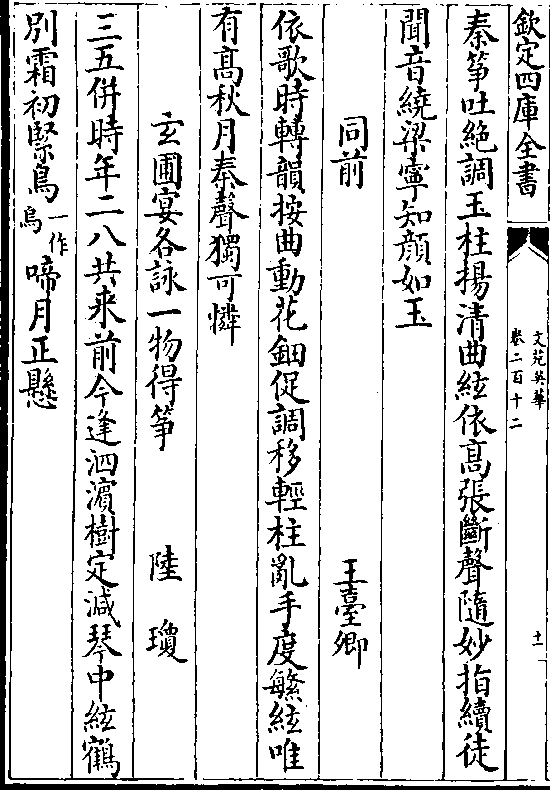 欽定四庫全書
文苑英華
卷二百十二
十一
秦筝吐絶調玉柱揚清曲絃依髙張斷聲隨妙指續徒
聞音繞梁寧知顔如玉
同前 王臺卿
依歌時轉韻按曲動花鈿促調移輕柱亂手度繁絃唯
有髙秋月秦聲獨可憐
玄圃宴各詠一物得筝 陸瓊
三五併時年二八共来前今逢泗濵樹定減琴中絃鶴
別霜初緊烏一作烏啼月正懸